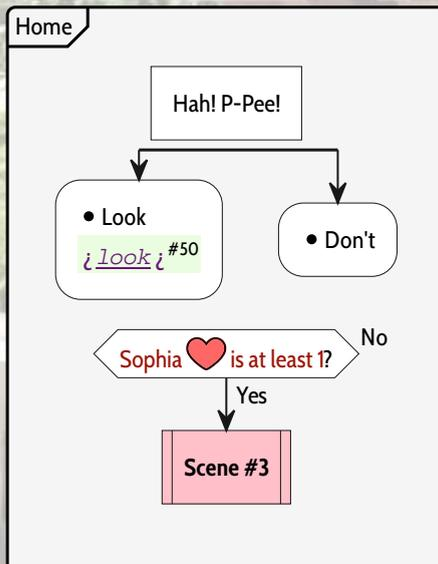 Home
Hah! P-Pee!
• Look
¿look¿#50
• Don't
Sophia ❤ is at least 1?
No
Yes
Scene #3